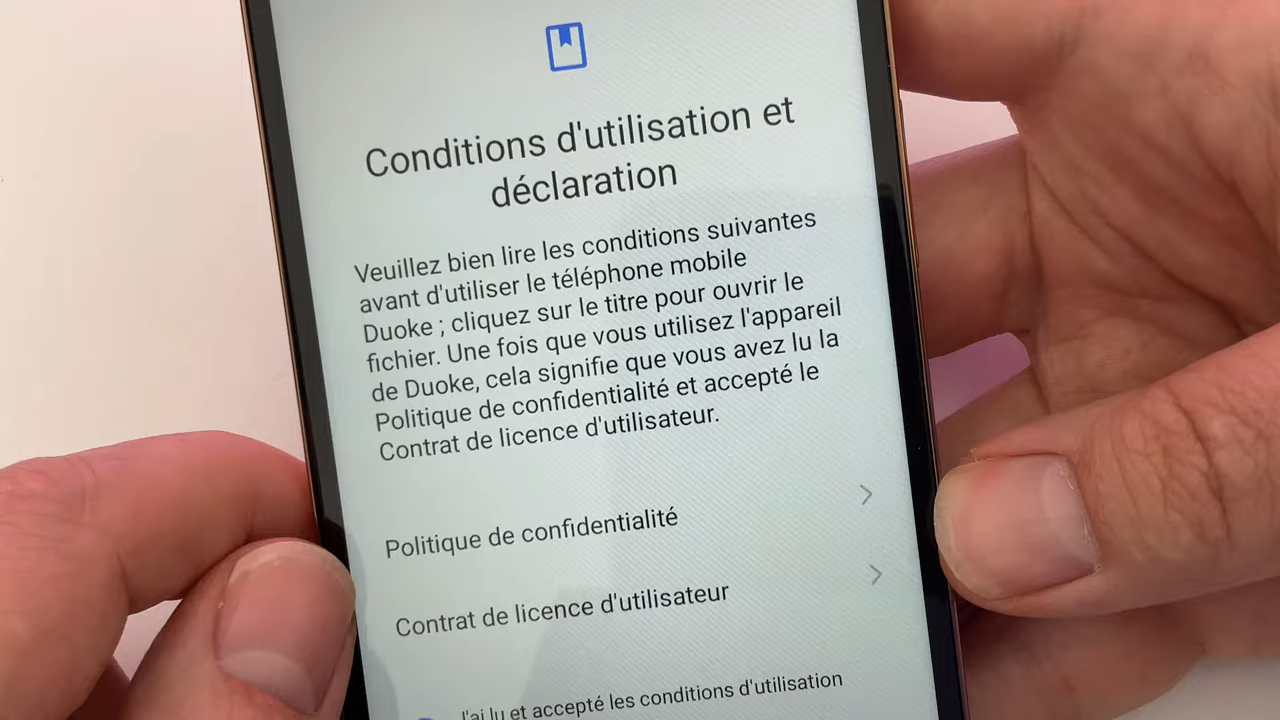 Conditions d'utilisation et
déclaration
Veuillez bien lire les conditions suivantes
avant d'utiliser le téléphone mobile
Duoke ; cliquez sur le titre pour ouvrir le
fichier. Une fois que vous utilisez l'appareil
de Duoke, cela signifie que vous avez lu la
Politique de confidentialité et accepté le
Contrat de licence d'utilisateur.
Politique de confidentialité
Contrat de licence d'utilisateur
J'ai lu et accepté les conditions d'utilisation